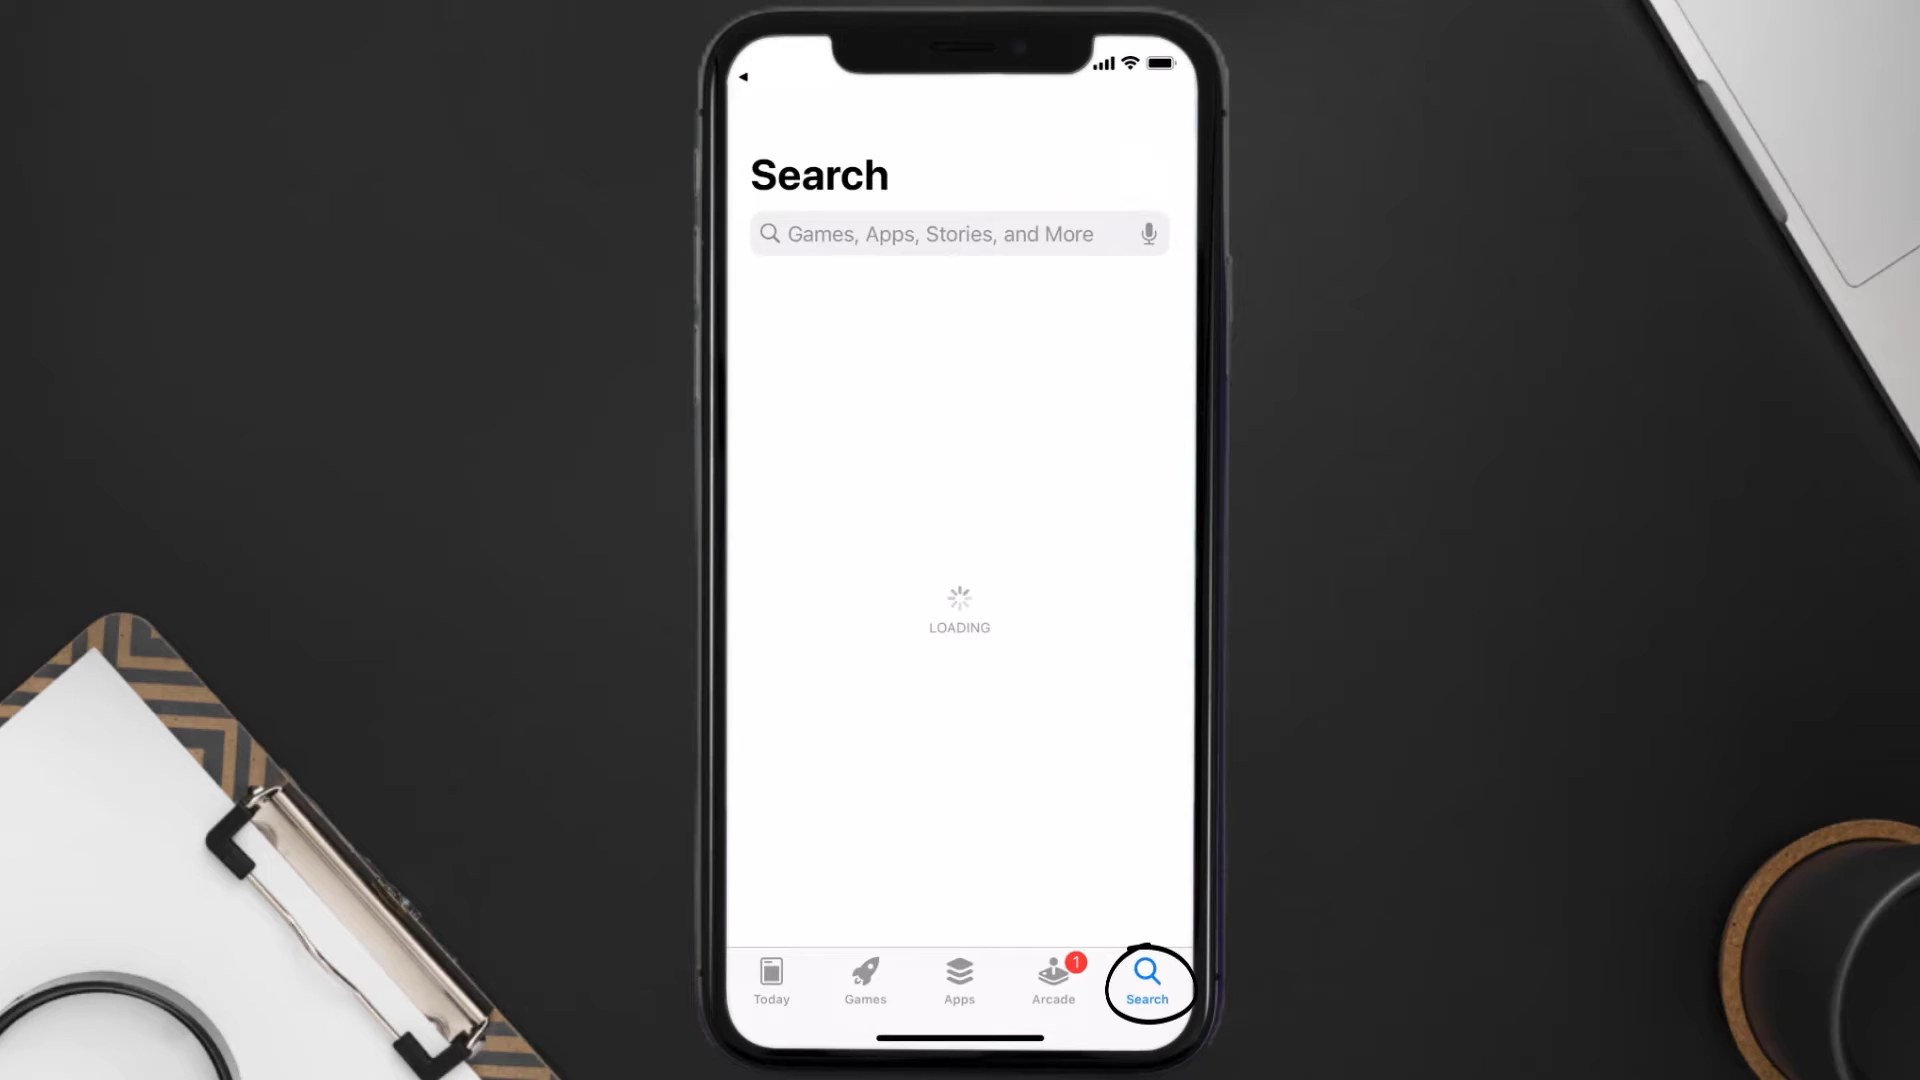 Search
Games, Apps, Stories, and More
LOADING
1
Today
Games
Apps
Arcade
Search